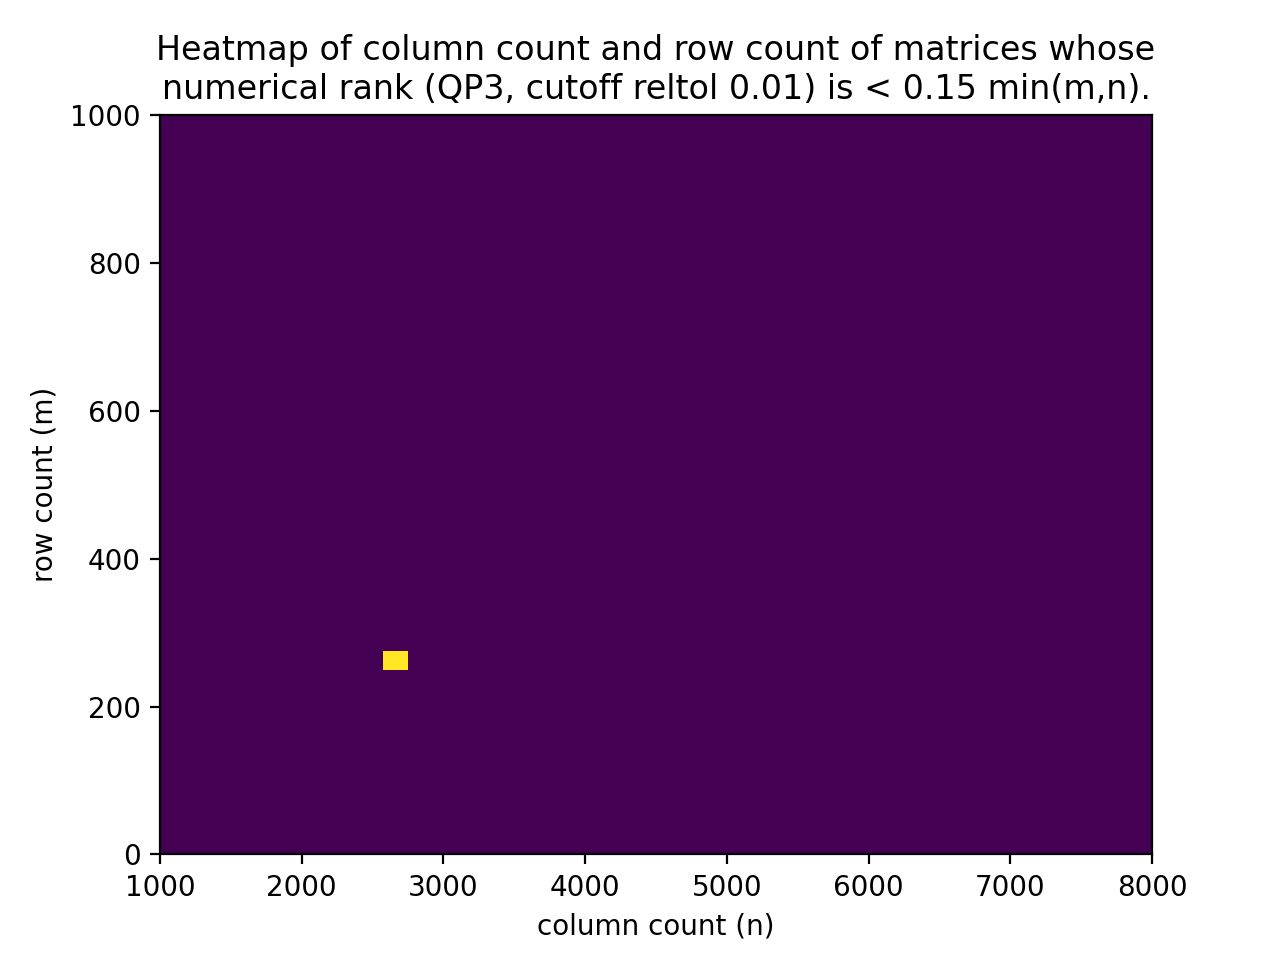 Heatmap of column count and row count of matrices whose
numerical rank (QP3, cutoff reltol 0.01) is < 0.15 min(m,n).
1000
800
600
400
200
0
row count (m)
1000 2000 3000 4000 5000 6000 7000 8000
column count (n)